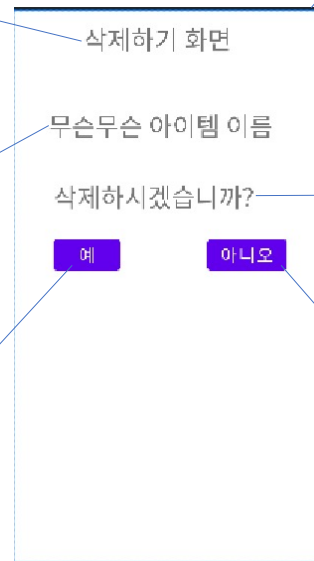 삭제하기 화면
무슨무슨 아이템 이름
삭제하시겠습니까?
예
아니오